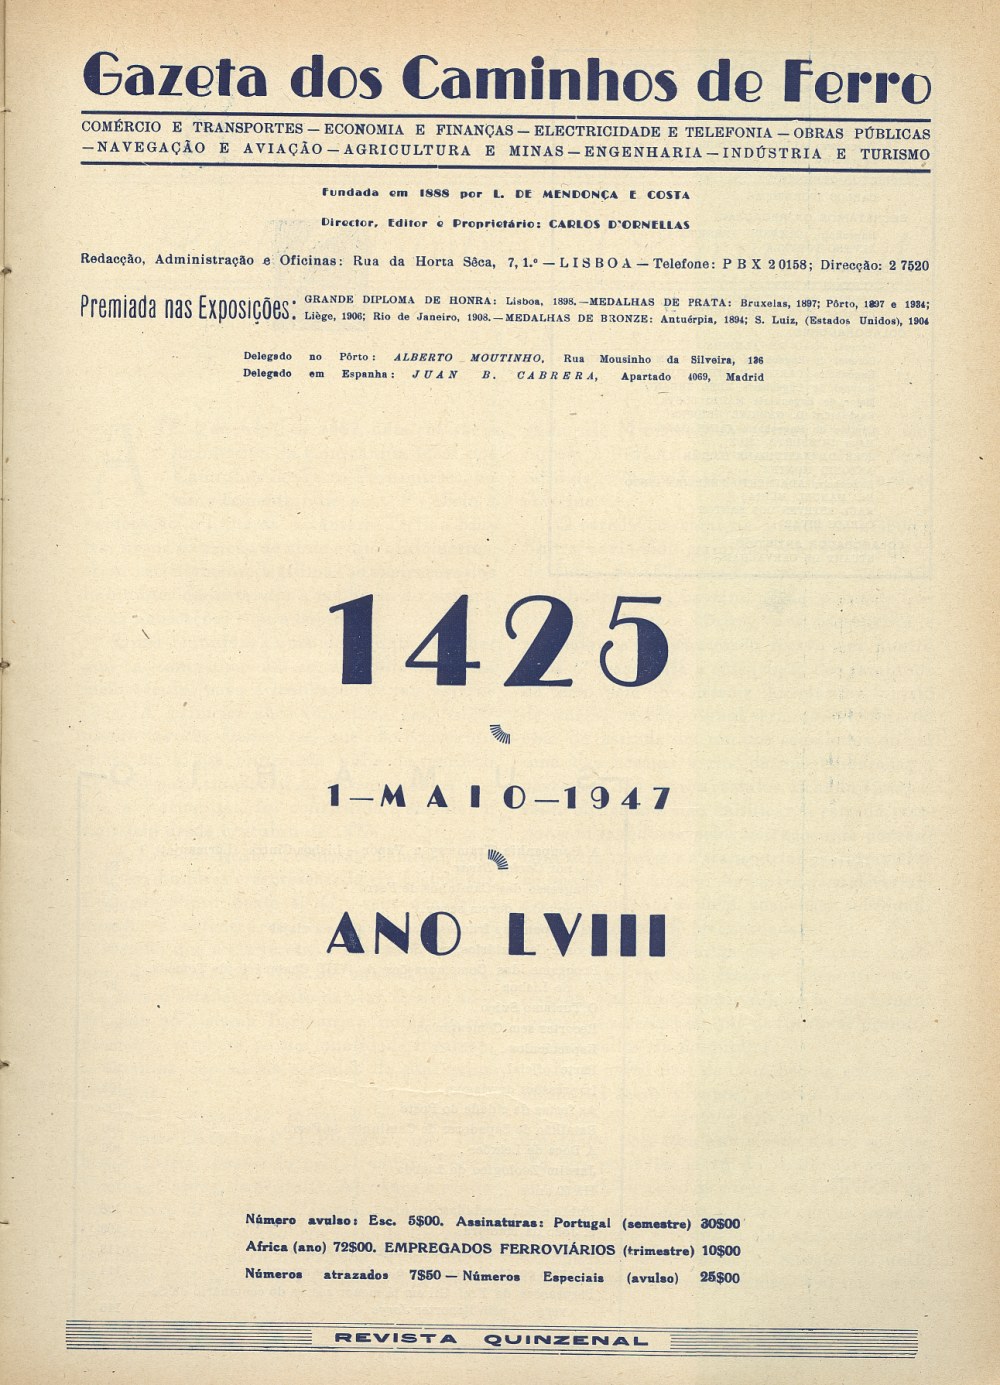 Gazeta dos Caminhos de Ferro
COMÉRCIO E TRANSPORTES — ECONOMIA E FINANÇAS — ELECTRICIDADE E TELEFONIA — OBRAS PÚBLICAS
— NAVEGAÇÃO E AVIAÇÃO — AGRICULTURA E MINAS — ENGENHARIA — INDÚSTRIA E TURISMO
Fundada em 1888 por L. DE MENDONÇA E COSTA
Director, Editor e Proprietário: CARLOS D'ORNELLAS
Redacção, Administração e Oficinas: Rua da Horta Sêca, 7, 1.º — LISBOA — Telefone: PBX 20158; Direcção: 27520
Premiada nas Exposições:
GRANDE DIPLOMA DE HONRA: Lisboa, 1898. — MEDALHAS DE PRATA: Bruxelas, 1897; Pôrto, 1897 e 1934;
Liège, 1906; Rio de Janeiro, 1908. — MEDALHAS DE BRONZE: Antuérpia, 1894; S. Luiz, (Estados Unidos), 1904
Delegado no Pôrto: ALBERTO MOUTINHO, Rua Mousinho da Silveira, 136
Delegado em Espanha: JUAN B. CABRERA, Apartado 4069, Madrid
1425
1—MAIO—1947
ANO LVIII
Número avulso: Esc. 5$00. Assinaturas: Portugal (semestre) 30$00
Africa (ano) 72$00. EMPREGADOS FERROVIÁRIOS (trimestre) 10$00
Números atrazados 7$50 — Números Especiais (avulso) 25$00
REVISTA QUINZENAL